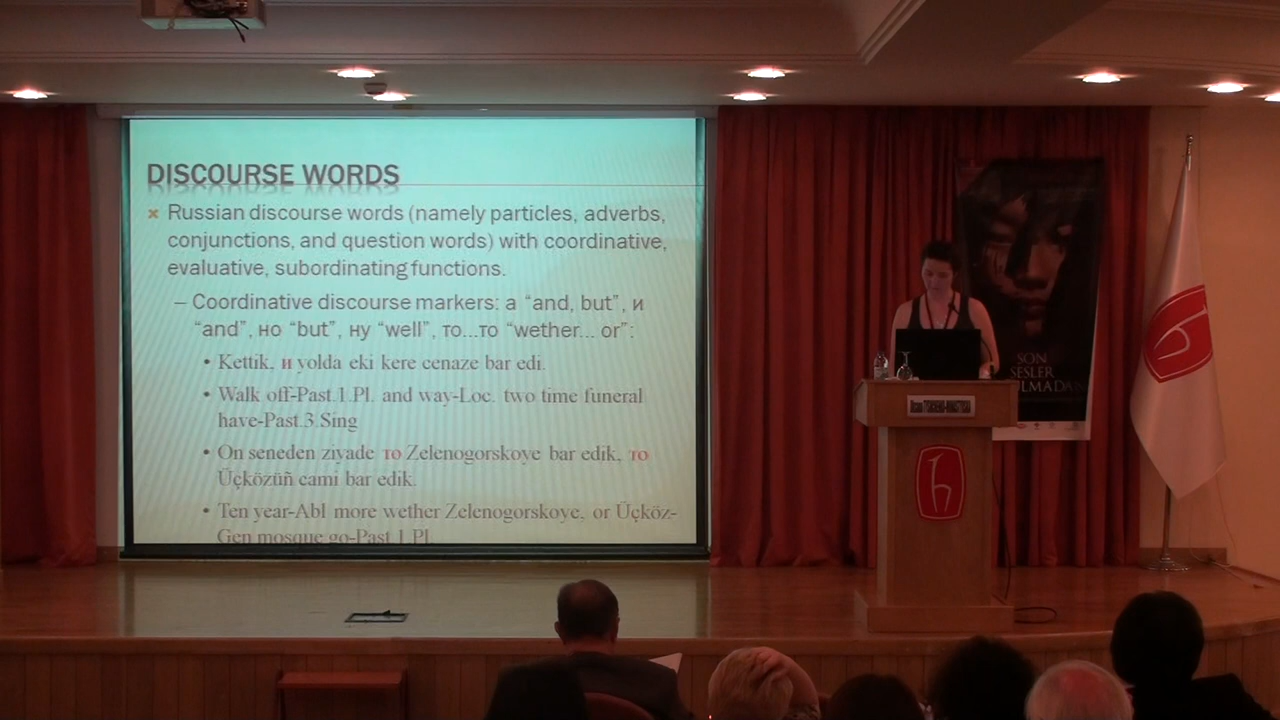 DISCOURSE WORDS
Russian discourse words (namely particles, adverbs,
conjunctions, and question words) with coordinative,
evaluative, subordinating functions.
– Coordinative discourse markers: а “and, but”, и
“and”, но “but”, ну “well”, то...то “wether... or”:
• Kettik, и yolda eki kere cenaze bar edi.
• Walk off-Past.1.Pl. and way-Loc. two time funeral
have-Past.3.Sing
• On seneden ziyade то Zelenogorskoye bar edik, то
Üçközüñ cami bar edik.
• Ten year-Abl more wether Zelenogorskoye, or Üçköz-
Gen mosque go-Past.1.Pl
SON
SESLER